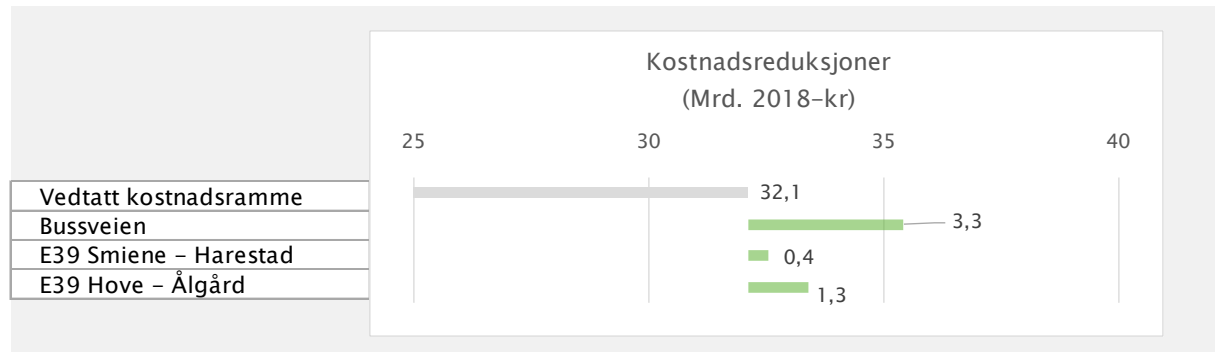 Kostnadsreduksjoner
(Mrd. 2018-kr)
25 30 35 40
Vedtatt kostnadsramme 32,1
Bussveien 3,3
E39 Smiene - Harestad 0,4
E39 Hove - Ålgård 1,3